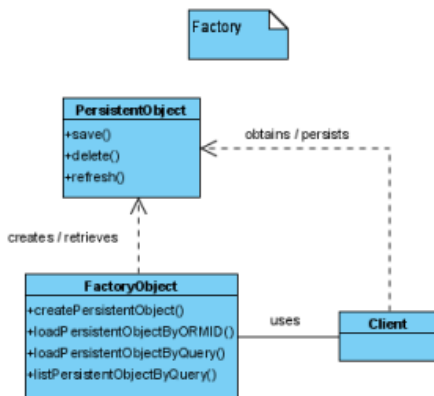 Factory
PersistentObject
+save()
+delete()
+refresh()
obtains / persists
creates / retrieves
FactoryObject
+createPersistentObject()
+loadPersistentObjectByORMID()
+loadPersistentObjectByQuery()
+listPersistentObjectByQuery()
uses
Client